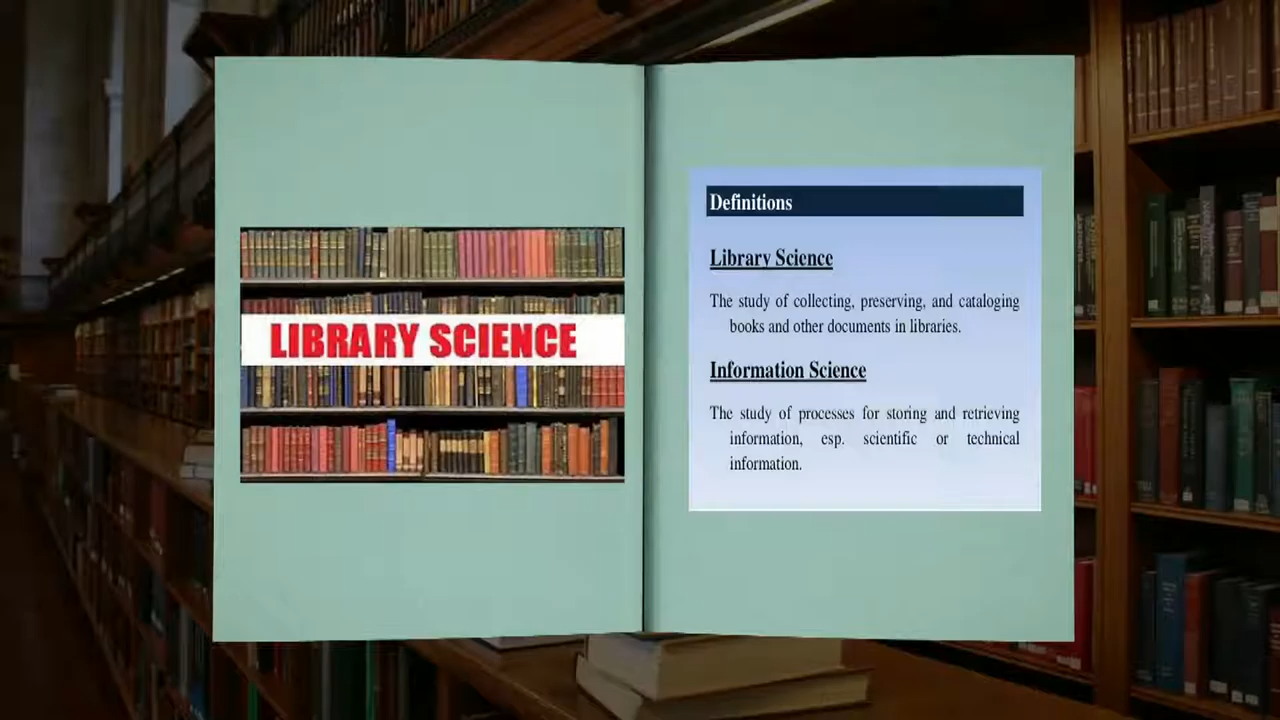 LIBRARY SCIENCE
Definitions
Library Science
The study of collecting, preserving, and cataloging
books and other documents in libraries.
Information Science
The study of processes for storing and retrieving
information, esp. scientific or technical
information.